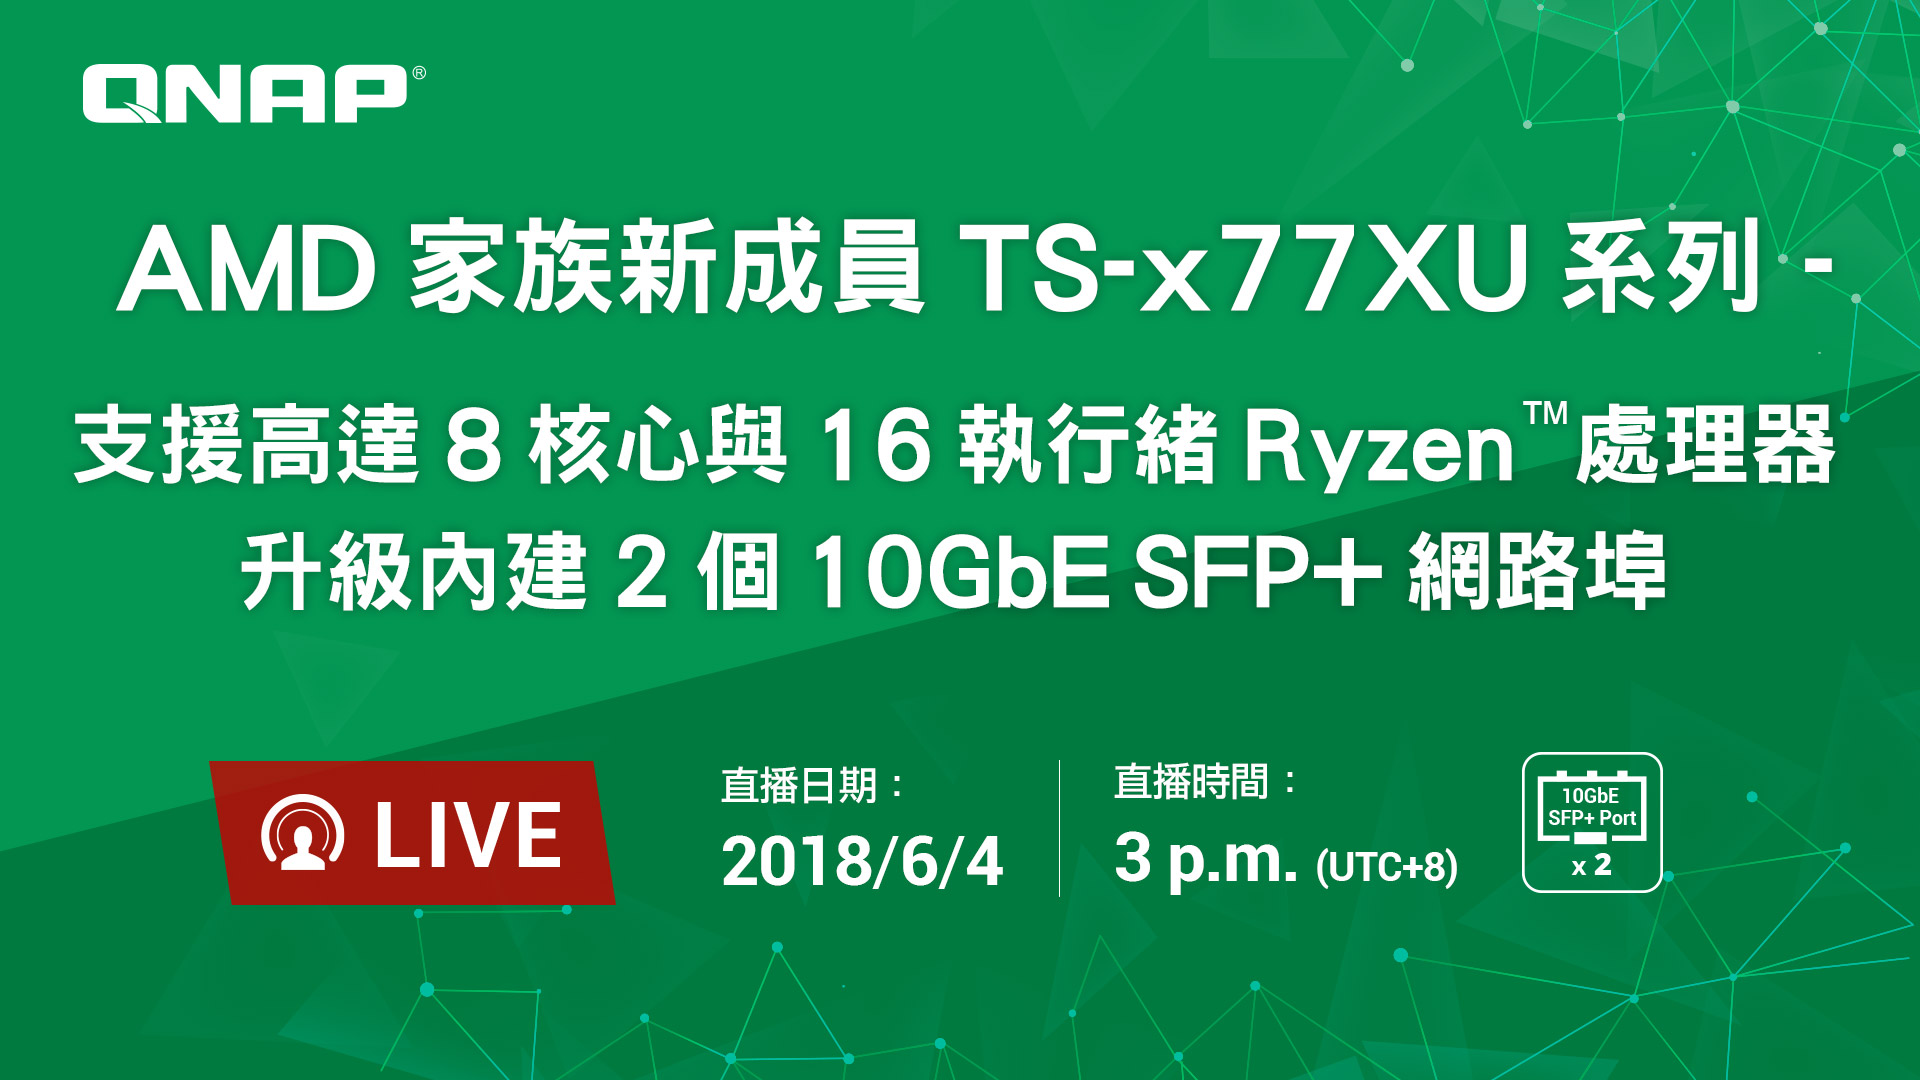 QNAP®
AMD 家族新成員 TS-x77XU 系列 -
支援高達 8 核心與 16 執行緒 Ryzen™ 處理器
升級內建 2 個 10GbE SFP+ 網路埠
LIVE
直播日期：
2018/6/4
直播時間：
3 p.m. (UTC+8)
10GbE
SFP+ Port
x 2